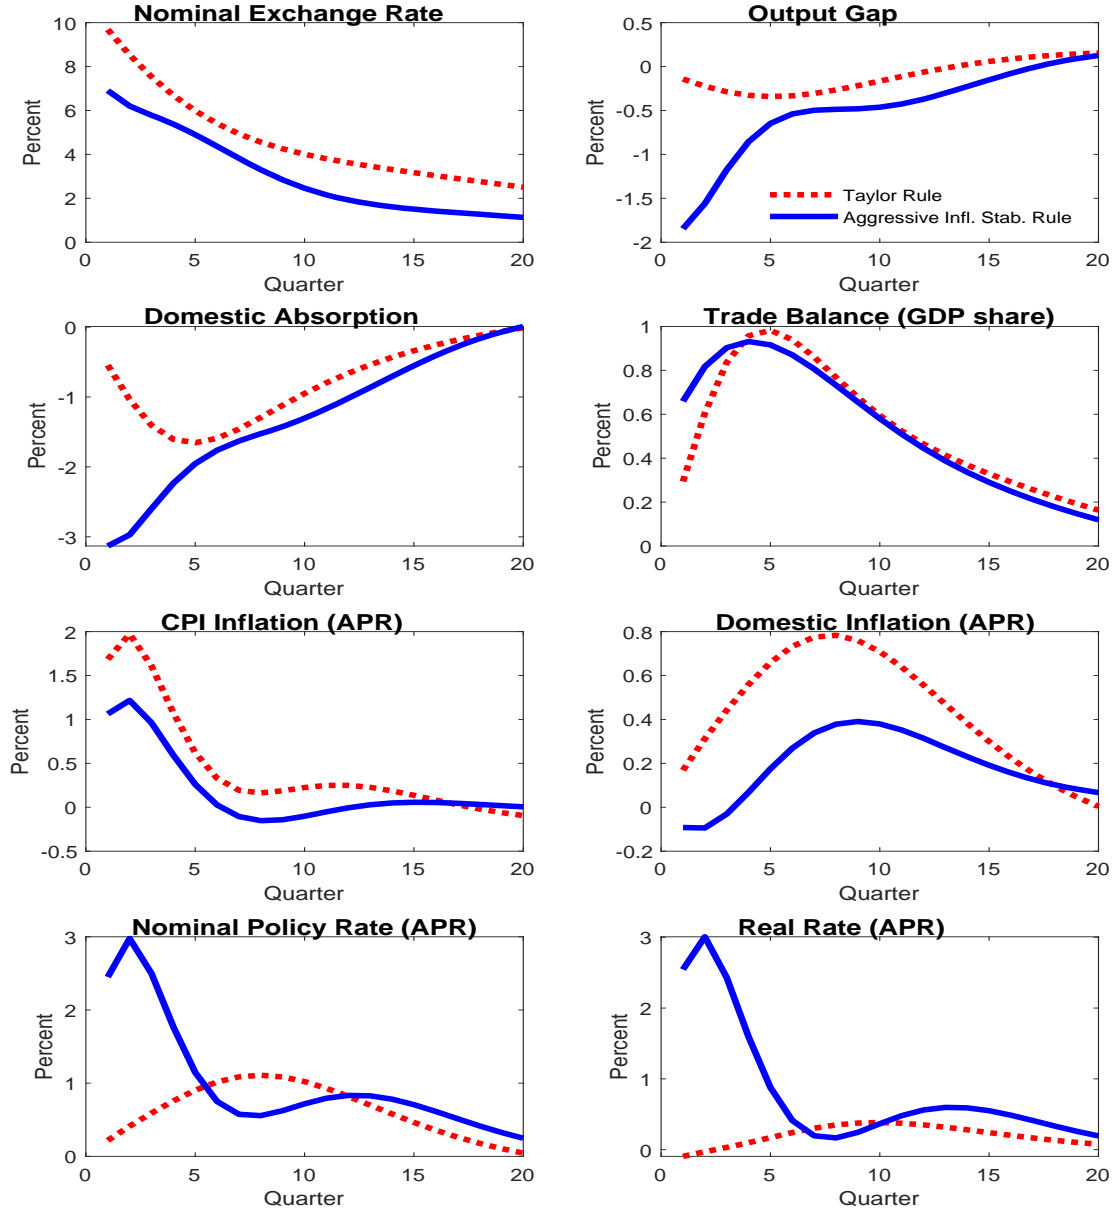 Nominal Exchange Rate
Percent
10
8
6
4
2
0
0 5 10 15 20
Quarter
Output Gap
Percent
0.5
0
-0.5
-1
-1.5
-2
Taylor Rule
Aggressive Infl. Stab. Rule
0 5 10 15 20
Quarter
Domestic Absorption
Percent
0
-1
-2
-3
0 5 10 15 20
Quarter
Trade Balance (GDP share)
Percent
1
0.8
0.6
0.4
0.2
0
0 5 10 15 20
Quarter
CPI Inflation (APR)
Percent
2
1.5
1
0.5
0
-0.5
0 5 10 15 20
Quarter
Domestic Inflation (APR)
Percent
0.8
0.6
0.4
0.2
0
-0.2
0 5 10 15 20
Quarter
Nominal Policy Rate (APR)
Percent
3
2
1
0
0 5 10 15 20
Quarter
Real Rate (APR)
Percent
3
2
1
0
0 5 10 15 20
Quarter